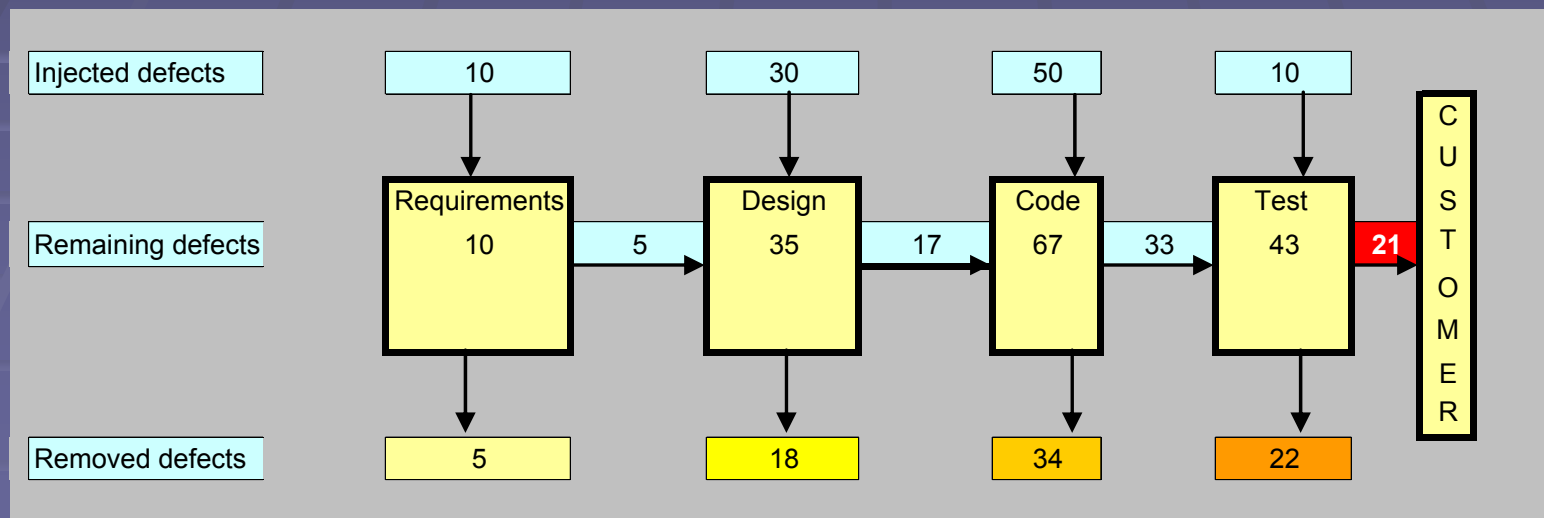 Injected defects 10 30 50 10
Requirements Design Code Test
Remaining defects 10 5 35 17 67 33 43 21
Removed defects 5 18 34 22
C
U
S
T
O
M
E
R